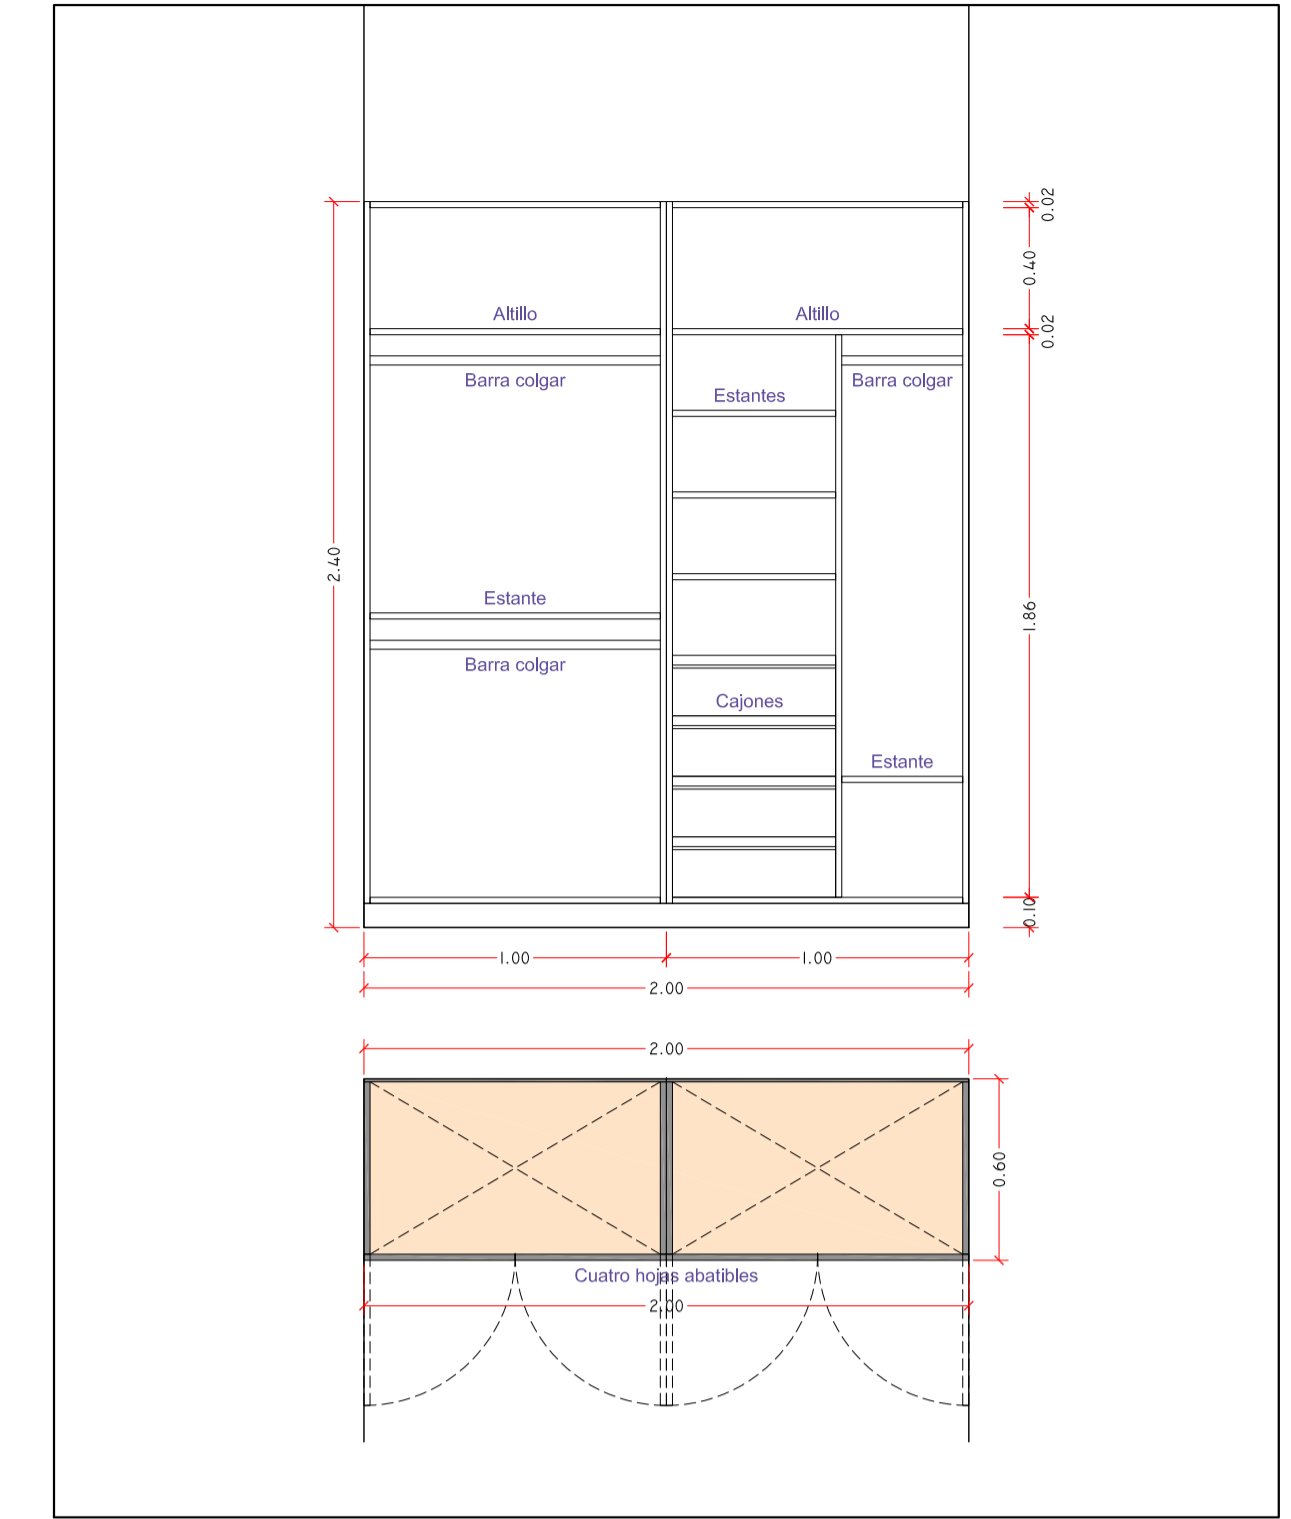 0.02
0.40
Altillo
Altillo
0.02
Barra colgar
Barra colgar
Estantes
2.40
Estante
1.86
Barra colgar
Cajones
Estante
0.10
1.00
1.00
2.00
2.00
0.60
Cuatro hojas abatibles
2.00